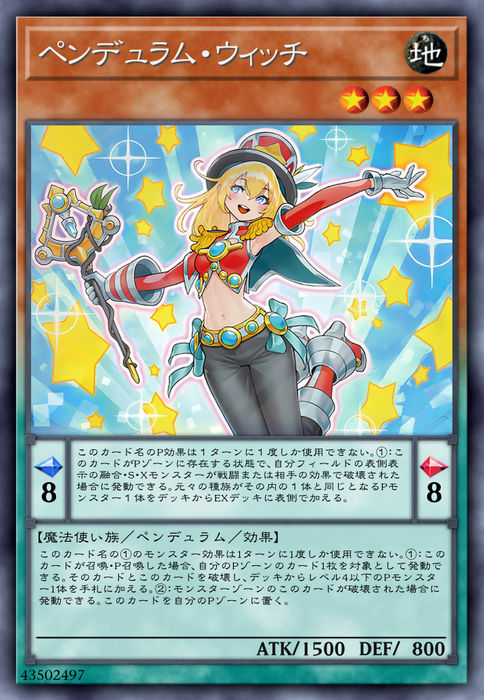 ペンデュラム・ウィッチ
地
ち
このカード名のP効果は1ターンに1度しか使用できない。①:こ
のカードがPゾーンに存在する状態で、自分フィールドの表側表
示の融合・S・Xモンスターが戦闘または相手の効果で破壊された
場合に発動できる。元々の種族がその内の1体と同じとなるPモ
ンスター1体をデッキからEXデッキに表側で加える。
8
8
【魔法使い族/ペンデュラム/効果】
このカード名の①のモンスター効果は1ターンに1度しか使用できない。①:この
カードが召喚・P召喚した場合、自分のPゾーンのカード1枚を対象として発動で
きる。そのカードとこのカードを破壊し、デッキからレベル4以下のPモンスタ
ー1体を手札に加える。②:モンスターゾーンのこのカードが破壊された場合に
発動できる。このカードを自分のPゾーンに置く。
ATK/1500 DEF/ 800
43502497